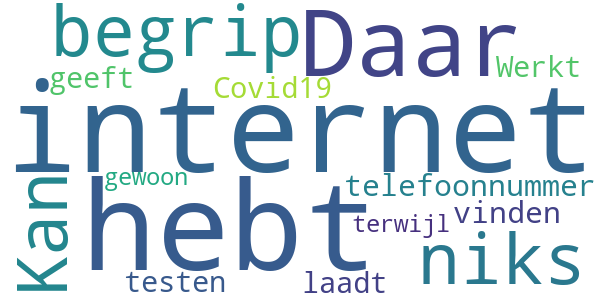 begrip Daar
geeft Covid19 Werkt
internet
Kan gewoon hebt telefoonnummer
terwijl vinden
niks
testen laadt